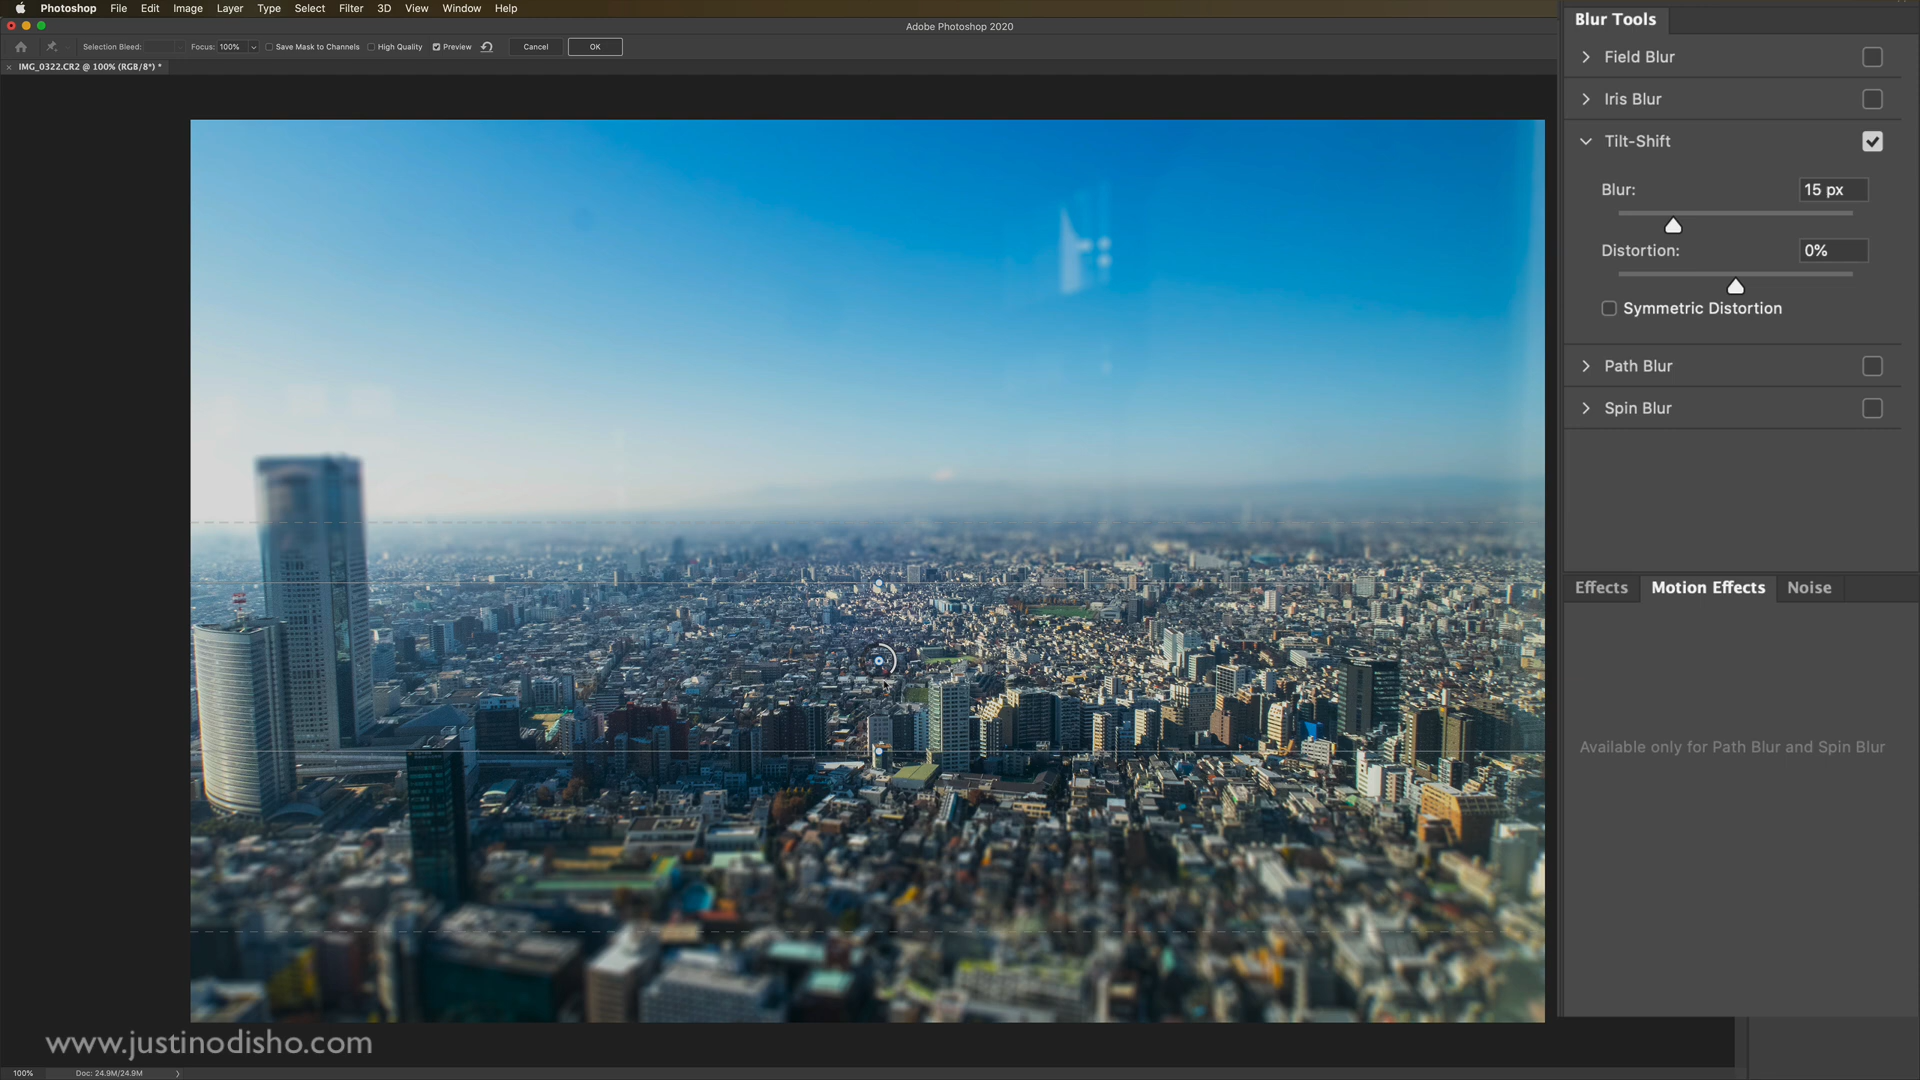 Photoshop File Edit Image Layer Type Select Filter 3D View Window Help
Adobe Photoshop 2020
Selection Bleed: Focus: 100% Save Mask to Channels High Quality Preview Cancel OK
× IMG_0322.CR2 @ 100% (RGB/8*) *
Blur Tools
Field Blur
Iris Blur
Tilt-Shift
Blur: 15 px
Distortion: 0%
Symmetric Distortion
Path Blur
Spin Blur
Effects Motion Effects Noise
Available only for Path Blur and Spin Blur
www.justinodisho.com
100% Doc: 24.9M/24.9M